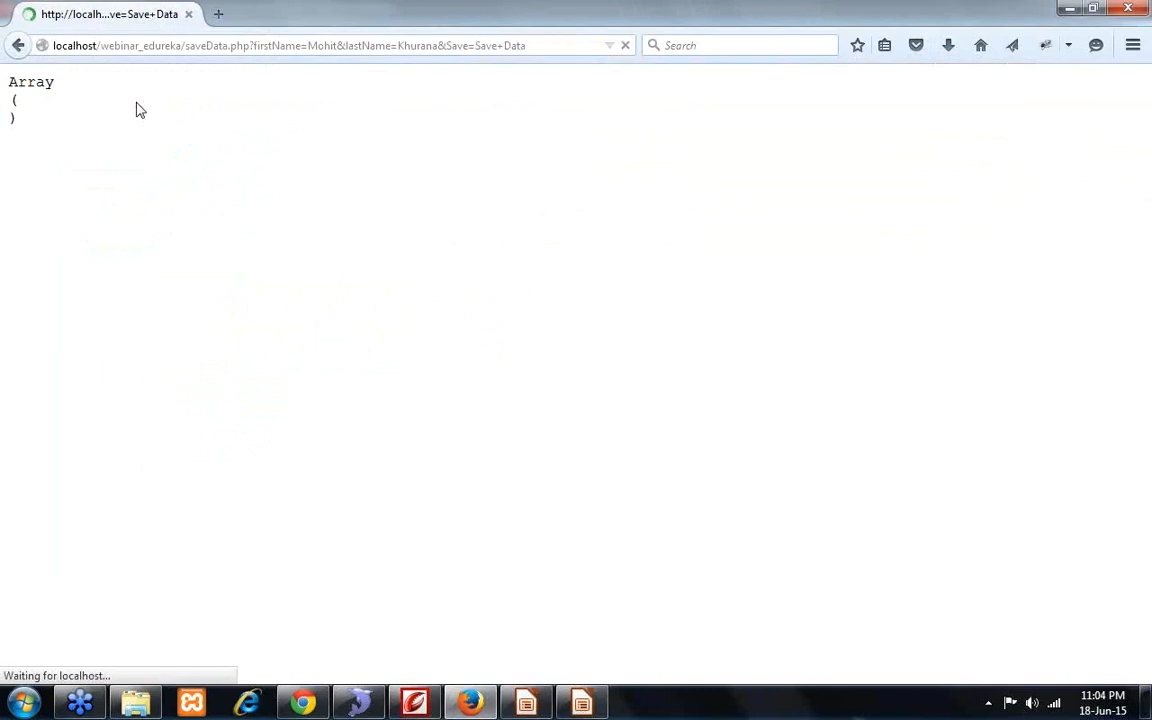 http://localh...ve=Save+Data
localhost/webinar_edureka/saveData.php?firstName=Mohit&lastName=Khurana&Save=Save+Data
Search
Array
(
)
Waiting for localhost...
11:04 PM
18-Jun-15